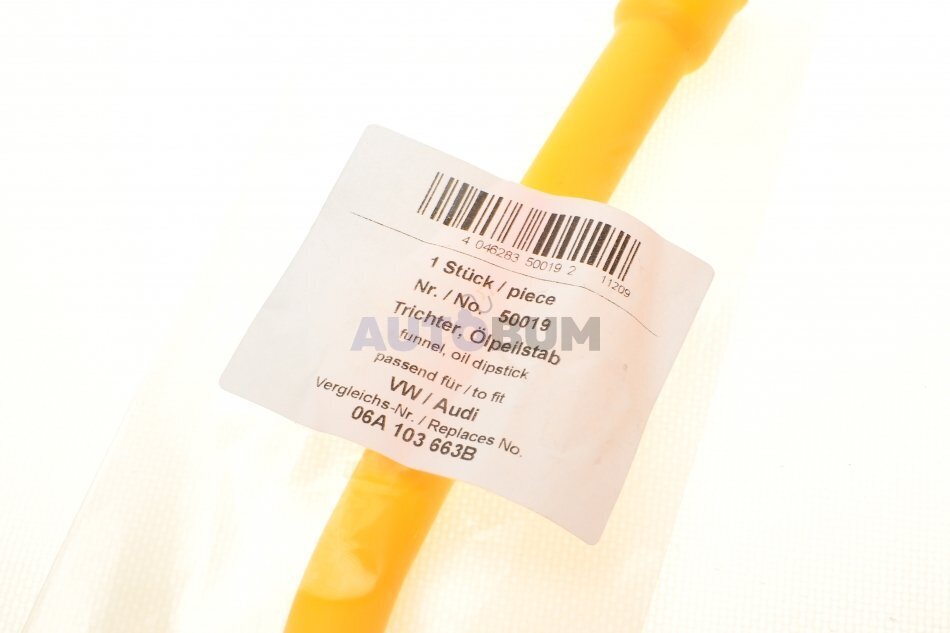 4 046283 50019 2 11209
1 Stück / piece
Nr. / No. 50019
Trichter, Ölpeilstab
AUTOBUM
funnel, oil dipstick
passend für / to fit
VW / Audi
Vergleichs-Nr. / Replaces No.
06A 103 663B